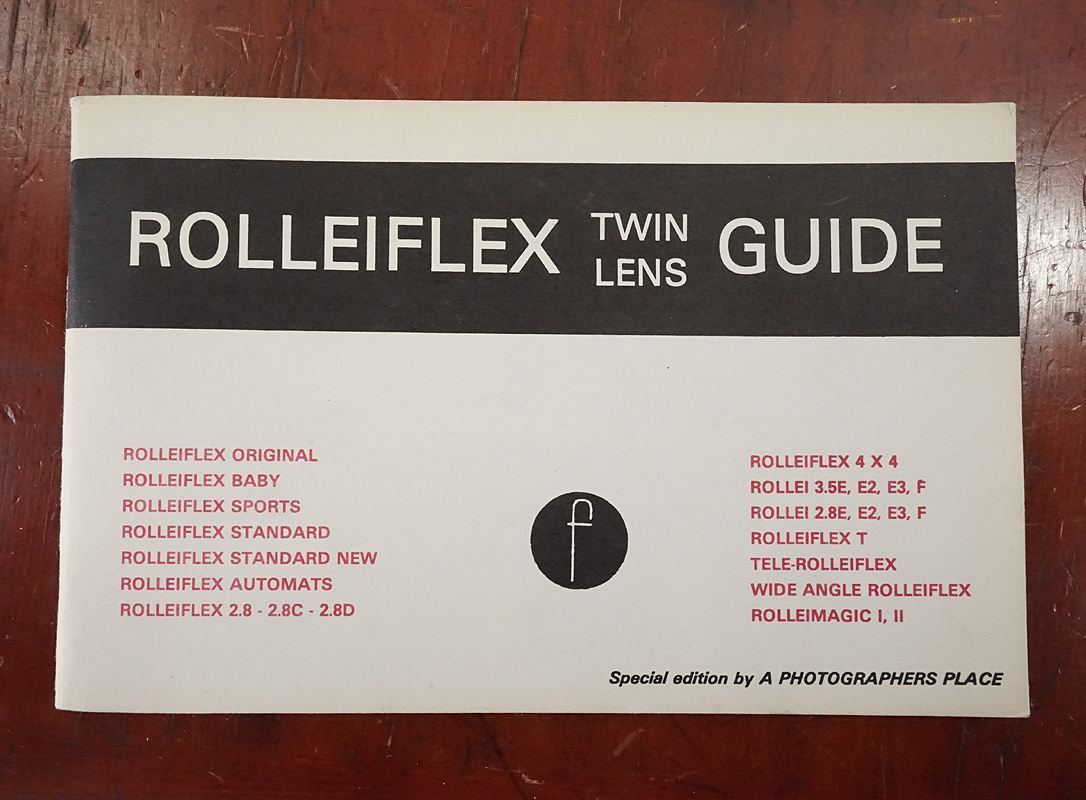 ROLLEIFLEX TWIN LENS GUIDE
ROLLEIFLEX ORIGINAL
ROLLEIFLEX BABY
ROLLEIFLEX SPORTS
ROLLEIFLEX STANDARD
ROLLEIFLEX STANDARD NEW
ROLLEIFLEX AUTOMATS
ROLLEIFLEX 2.8 - 2.8C - 2.8D
f
ROLLEIFLEX 4 X 4
ROLLEI 3.5E, E2, E3, F
ROLLEI 2.8E, E2, E3, F
ROLLEIFLEX T
TELE-ROLLEIFLEX
WIDE ANGLE ROLLEIFLEX
ROLLEIMAGIC I, II
Special edition by A PHOTOGRAPHERS PLACE